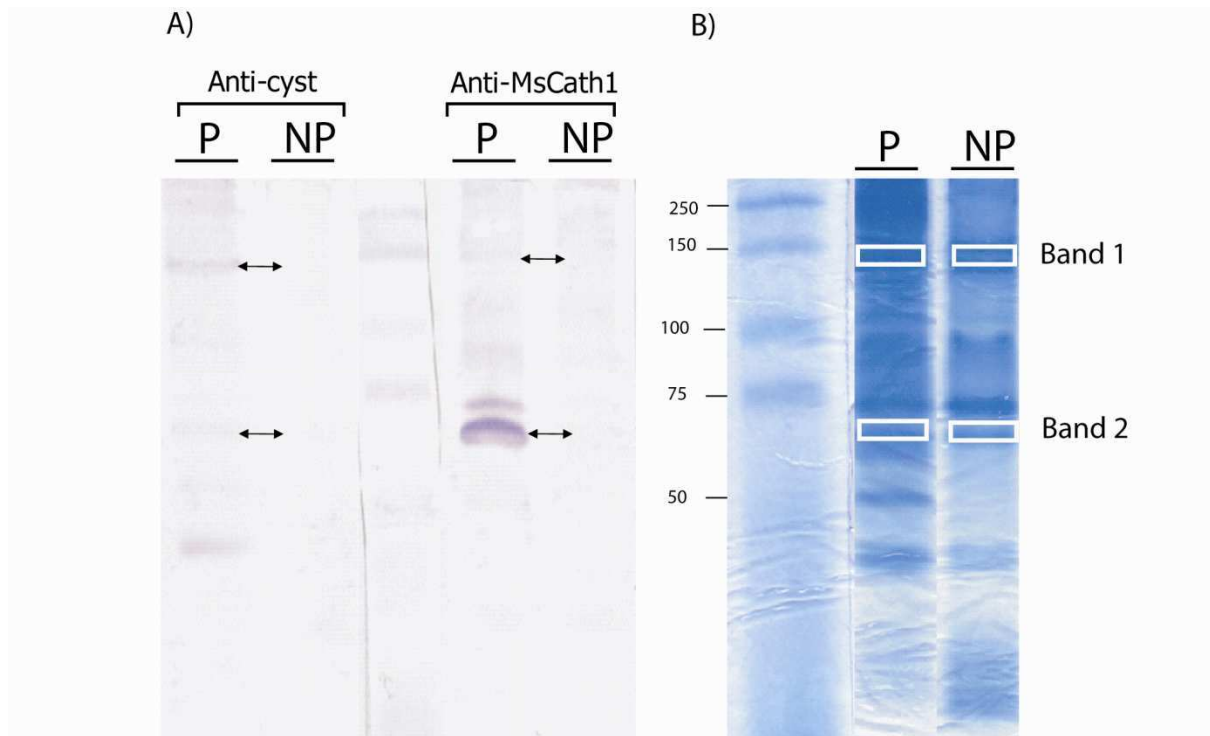 A)
B)
Anti-cyst
Anti-MsCath1
P
NP
P
NP
P
NP
250
150
100
75
50
Band 1
Band 2